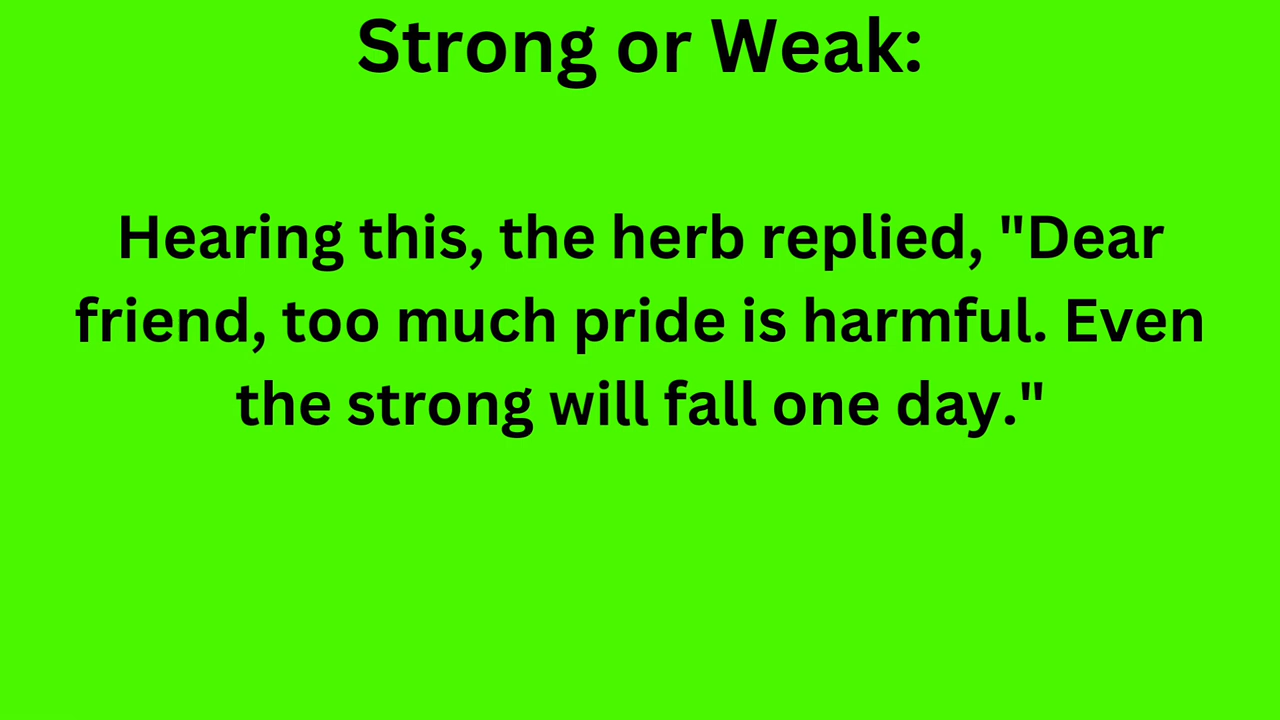 Strong or Weak:
Hearing this, the herb replied, "Dear
friend, too much pride is harmful. Even
the strong will fall one day."